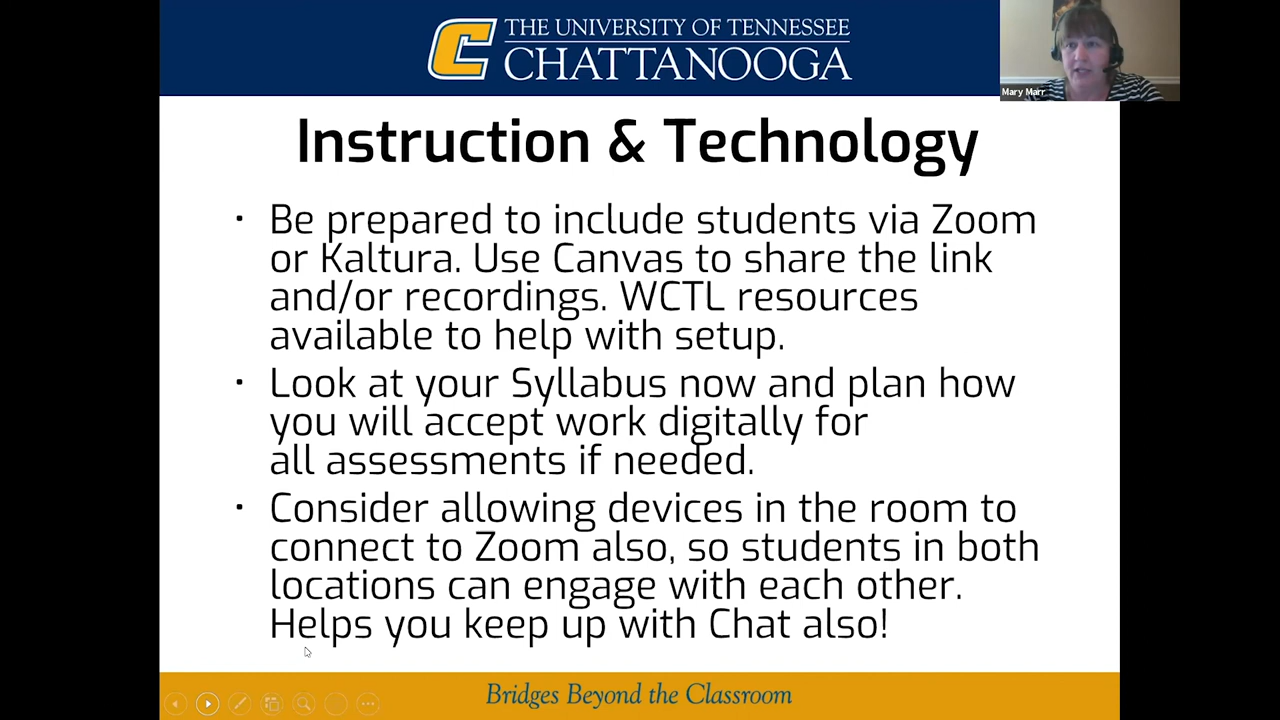 THE UNIVERSITY OF TENNESSEE
CHATTANOOGA
Mary Marr
Instruction & Technology
· Be prepared to include students via Zoom
or Kaltura. Use Canvas to share the link
and/or recordings. WCTL resources
available to help with setup.
· Look at your Syllabus now and plan how
you will accept work digitally for
all assessments if needed.
· Consider allowing devices in the room to
connect to Zoom also, so students in both
locations can engage with each other.
Helps you keep up with Chat also!
Bridges Beyond the Classroom